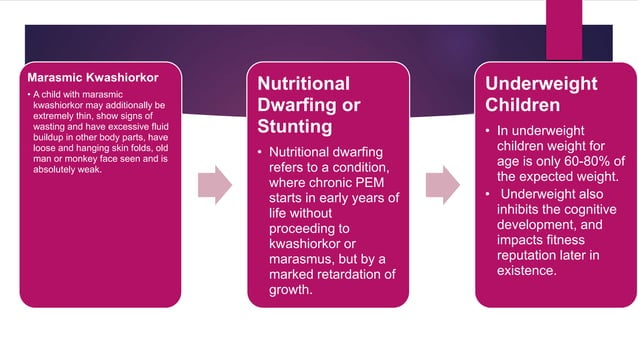 Marasmic Kwashiorkor
• A child with marasmic
kwashiorkor may additionally be
extremely thin, show signs of
wasting and have excessive fluid
buildup in other body parts, have
loose and hanging skin folds, old
man or monkey face seen and is
absolutely weak.
Nutritional
Dwarfing or
Stunting
• Nutritional dwarfing
refers to a condition,
where chronic PEM
starts in early years of
life without
proceeding to
kwashiorkor or
marasmus, but by a
marked retardation of
growth.
Underweight
Children
• In underweight
children weight for
age is only 60-80% of
the expected weight.
• Underweight also
inhibits the cognitive
development, and
impacts fitness
reputation later in
existence.